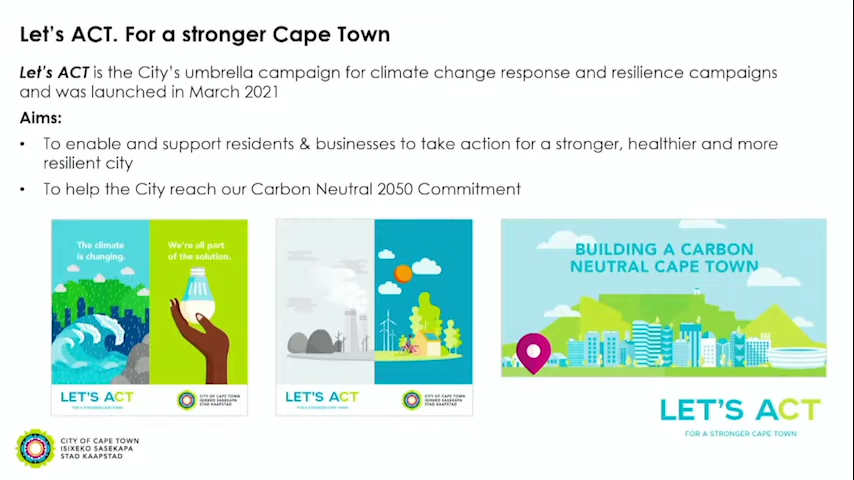 Let's ACT. For a stronger Cape Town
Let's ACT is the City's umbrella campaign for climate change response and resilience campaigns
and was launched in March 2021
Aims:
• To enable and support residents & businesses to take action for a stronger, healthier and more
resilient city
• To help the City reach our Carbon Neutral 2050 Commitment
The climate
is changing.
We're all part
of the solution.
LET'S ACT
FOR A STRONGER CAPE TOWN
CITY OF CAPE TOWN
ISIXEKO SASEKAPA
STAD KAAPSTAD
LET'S ACT
FOR A STRONGER CAPE TOWN
CITY OF CAPE TOWN
ISIXEKO SASEKAPA
STAD KAAPSTAD
BUILDING A CARBON
NEUTRAL CAPE TOWN
LET'S ACT
FOR A STRONGER CAPE TOWN
CITY OF CAPE TOWN
ISIXEKO SASEKAPA
STAD KAAPSTAD